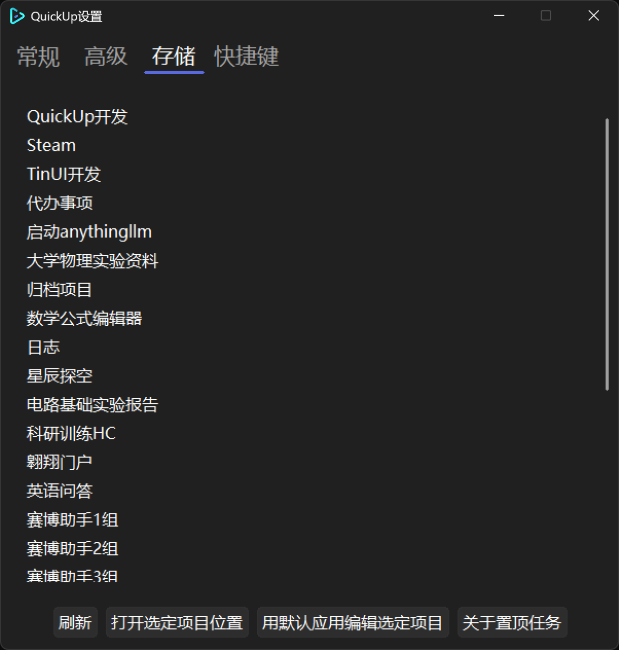 QuickUp设置
常规 高级 存储 快捷键
QuickUp开发
Steam
TinUI开发
代办事项
启动anythingllm
大学物理实验资料
归档项目
数学公式编辑器
日志
星辰探空
电路基础实验报告
科研训练HC
翱翔门户
英语问答
赛博助手1组
赛博助手2组
赛博助手3组
刷新 打开选定项目位置 用默认应用编辑选定项目 关于置顶任务